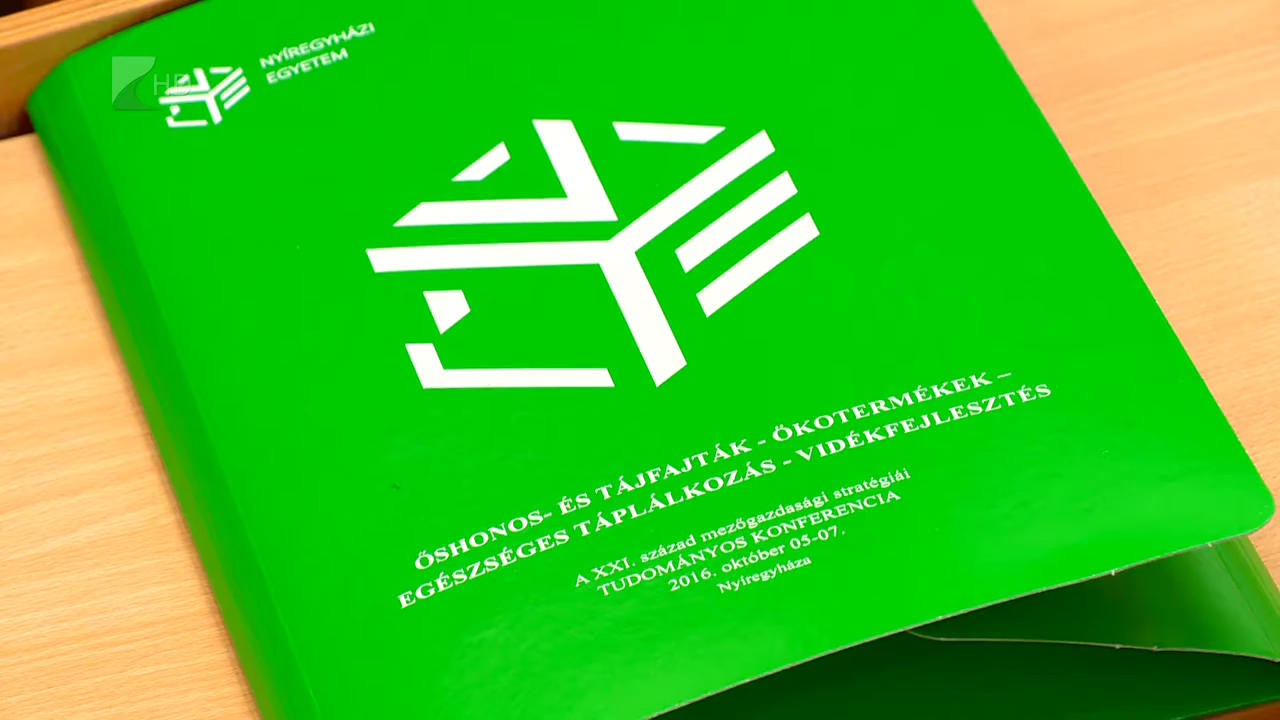 NYÍREGYHÁZI
EGYETEM
HD
ŐSHONOS- ÉS TÁJFAJTÁK - ÖKOTERMÉKEK –
EGÉSZSÉGES TÁPLÁLKOZÁS - VIDÉKFEJLESZTÉS
A XXI. század mezőgazdasági stratégiái
TUDOMÁNYOS KONFERENCIA
2016. október 05-07.
Nyíregyháza